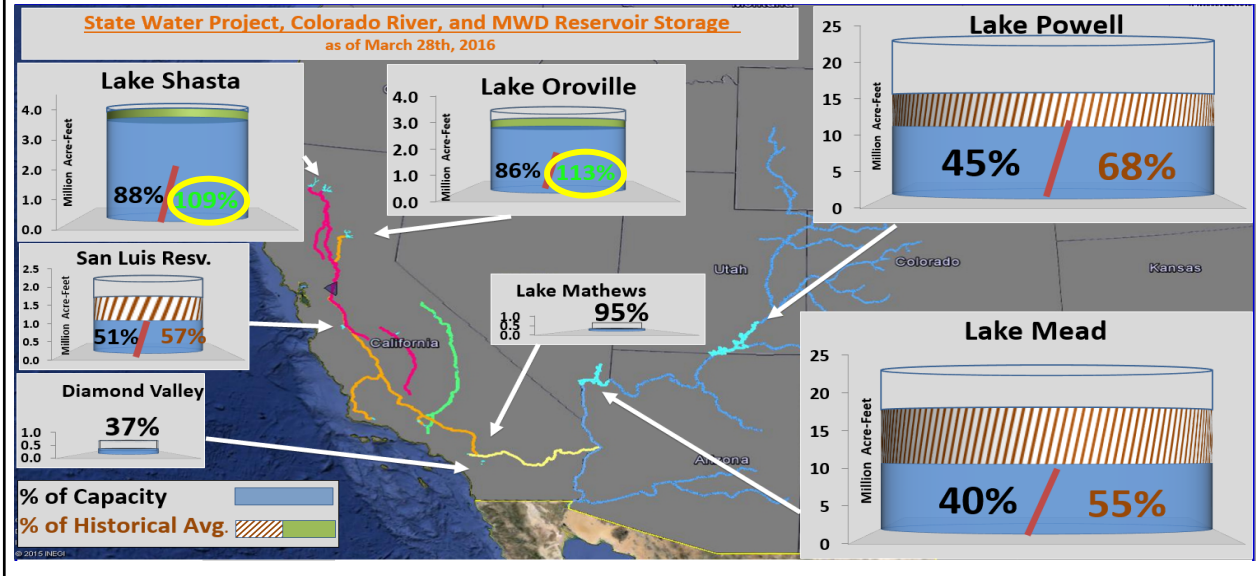 State Water Project, Colorado River, and MWD Reservoir Storage
as of March 28th, 2016
Lake Shasta
Million Acre-Feet
4.0
3.0
2.0
1.0
0.0
88%
109%
Lake Oroville
Million Acre-Feet
4.0
3.0
2.0
1.0
0.0
86%
113%
Lake Powell
Million Acre-Feet
25
20
15
10
5
0
45%
68%
San Luis Resv.
Million Acre-Feet
2.5
2.0
1.5
1.0
0.5
0.0
51%
57%
Lake Mathews
95%
1.0
0.5
0.0
Utah
Colorado
Kansas
California
Arizona
Diamond Valley
37%
1.0
0.5
0.0
Lake Mead
Million Acre-Feet
25
20
15
10
5
0
40%
55%
% of Capacity
% of Historical Avg.
© 2015 INEGI